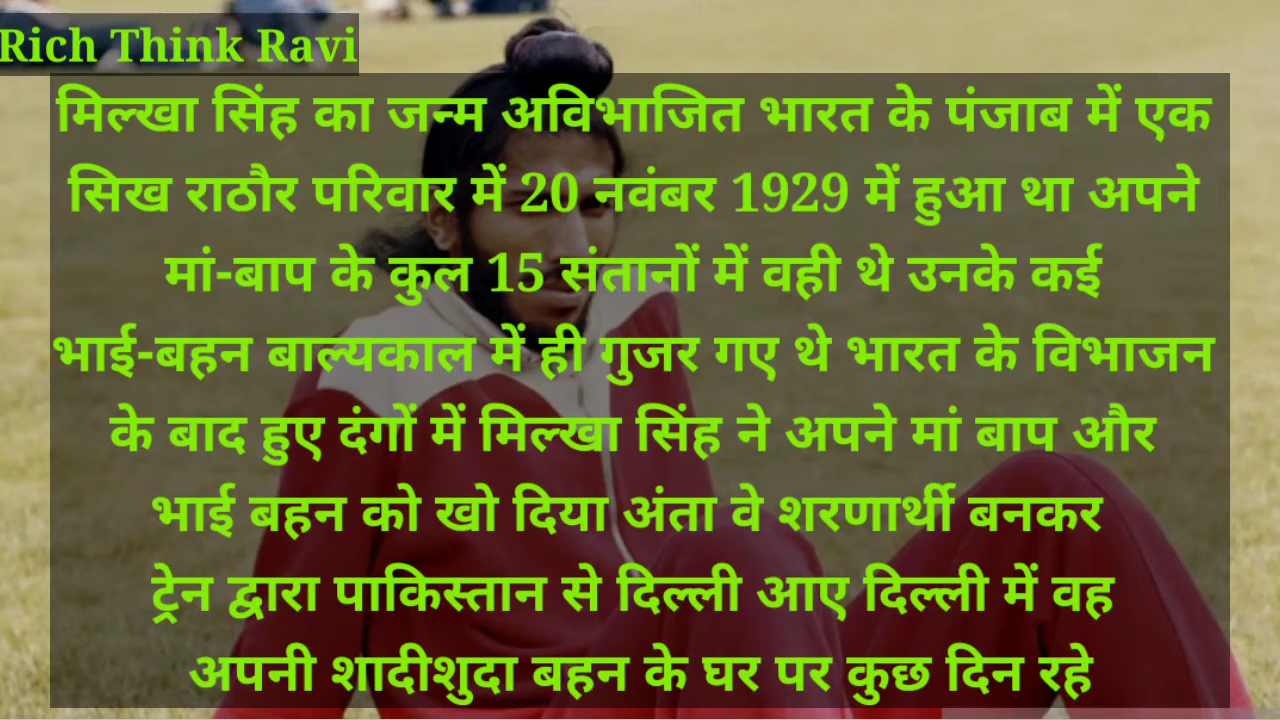 Rich Think Ravi
मिल्खा सिंह का जन्म अविभाजित भारत के पंजाब में एक
सिख राठौर परिवार में 20 नवंबर 1929 में हुआ था अपने
मां-बाप के कुल 15 संतानों में वही थे उनके कई
भाई-बहन बाल्यकाल में ही गुजर गए थे भारत के विभाजन
के बाद हुए दंगों में मिल्खा सिंह ने अपने मां बाप और
भाई बहन को खो दिया अंता वे शरणार्थी बनकर
ट्रेन द्वारा पाकिस्तान से दिल्ली आए दिल्ली में वह
अपनी शादीशुदा बहन के घर पर कुछ दिन रहे